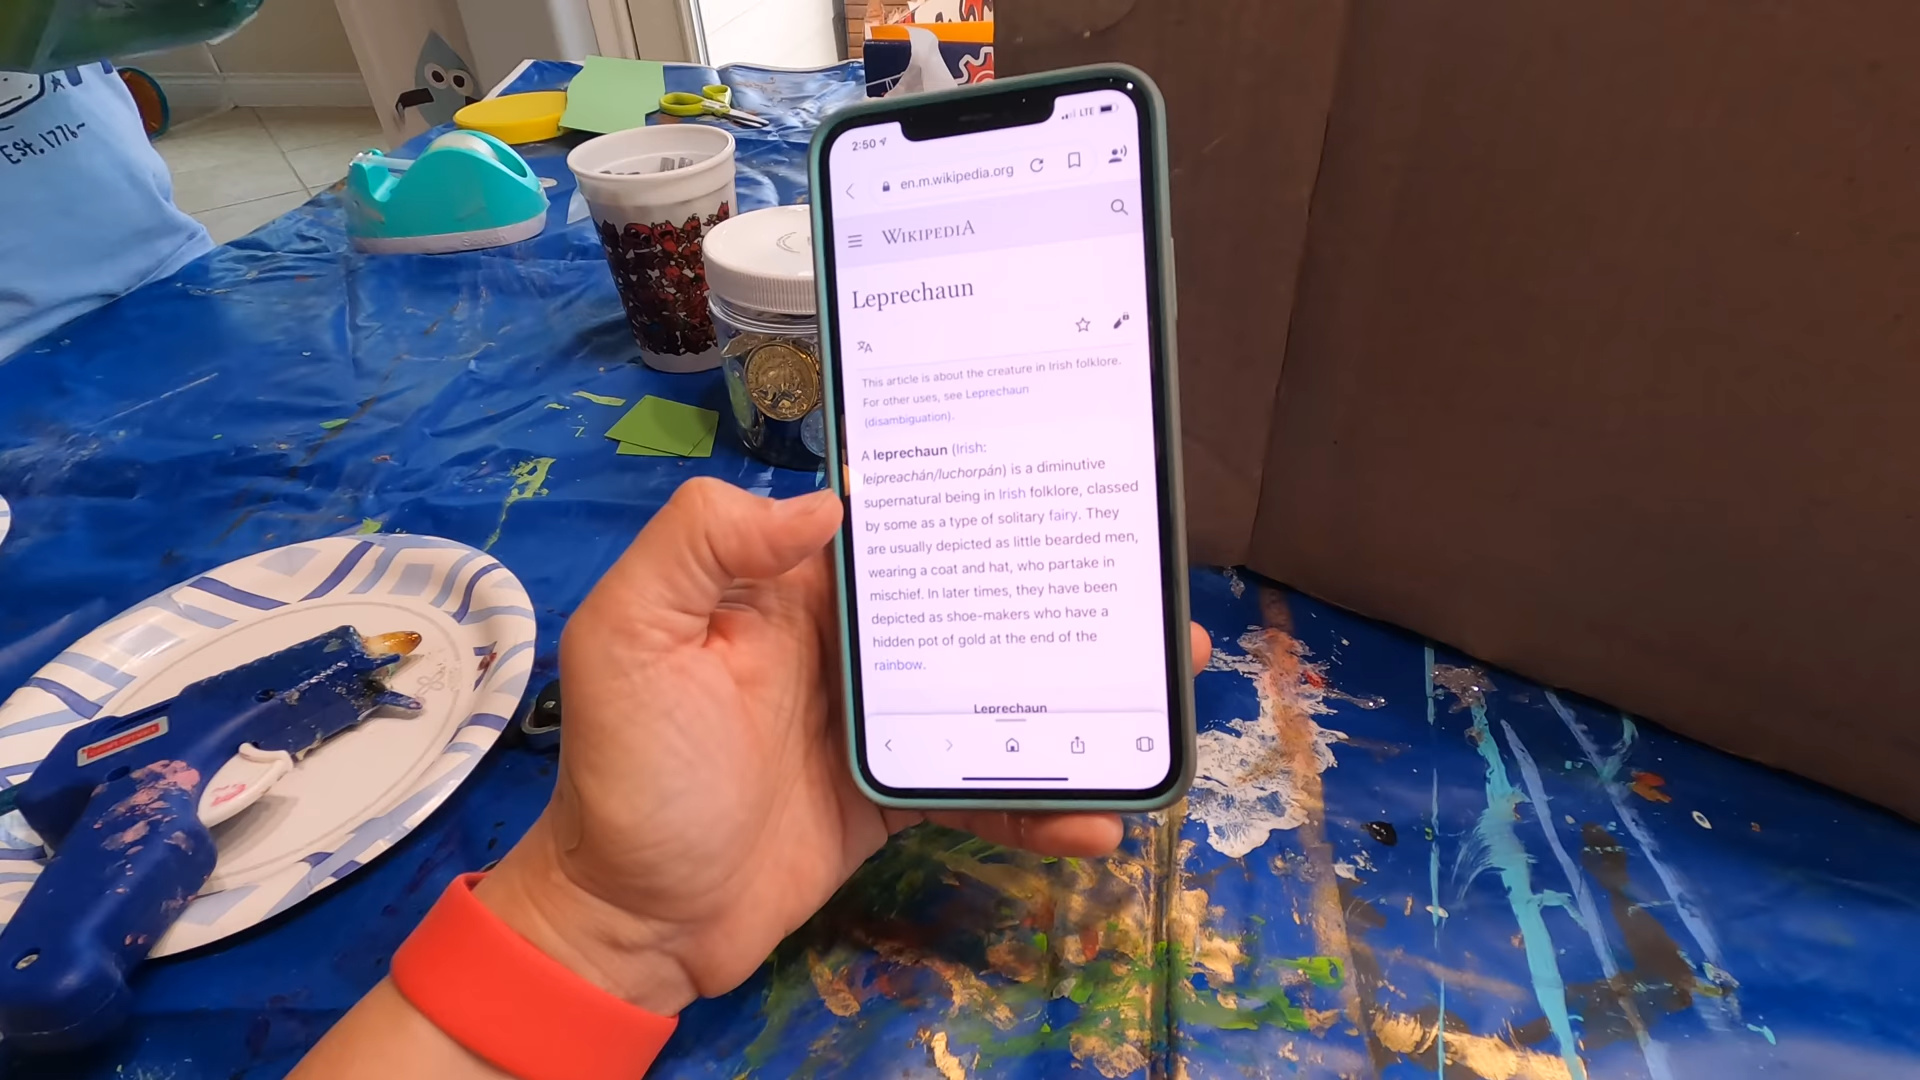 Est. 1776~
2:50
LTE
en.m.wikipedia.org
WIKIPEDIA
Leprechaun
This article is about the creature in Irish folklore.
For other uses, see Leprechaun
(disambiguation).
A leprechaun (Irish:
leipreachán/luchorpán) is a diminutive
supernatural being in Irish folklore, classed
by some as a type of solitary fairy. They
are usually depicted as little bearded men,
wearing a coat and hat, who partake in
mischief. In later times, they have been
depicted as shoe-makers who have a
hidden pot of gold at the end of the
rainbow.
Leprechaun